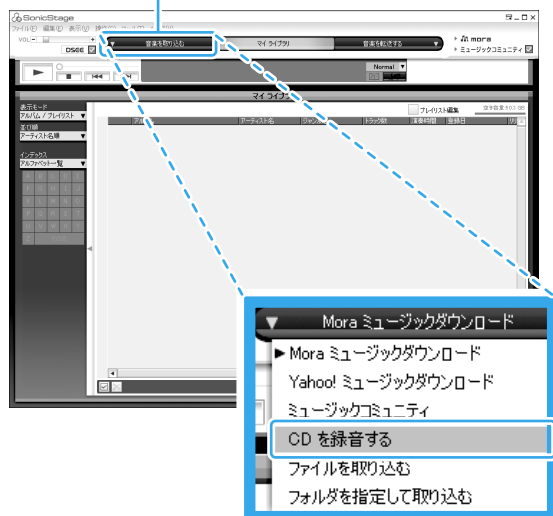 SonicStage
ファイル(F) 編集(E) 表示(V)
VOL - +
DSEE
音楽を取り込む
マイ ライブラリ
音楽を転送する
mora
ミュージックコミュニティ
Normal
マイ ライブラリ
表示モード
アルバム / プレイリスト
並び順
アーティスト名順
インデックス
アルファベット一覧
プレイリスト編集
アーティスト名
トラック数
演奏時間
登録日
Mora ミュージックダウンロード
Mora ミュージックダウンロード
Yahoo! ミュージックダウンロード
ミュージックコミュニティ
CD を録音する
ファイルを取り込む
フォルダを指定して取り込む